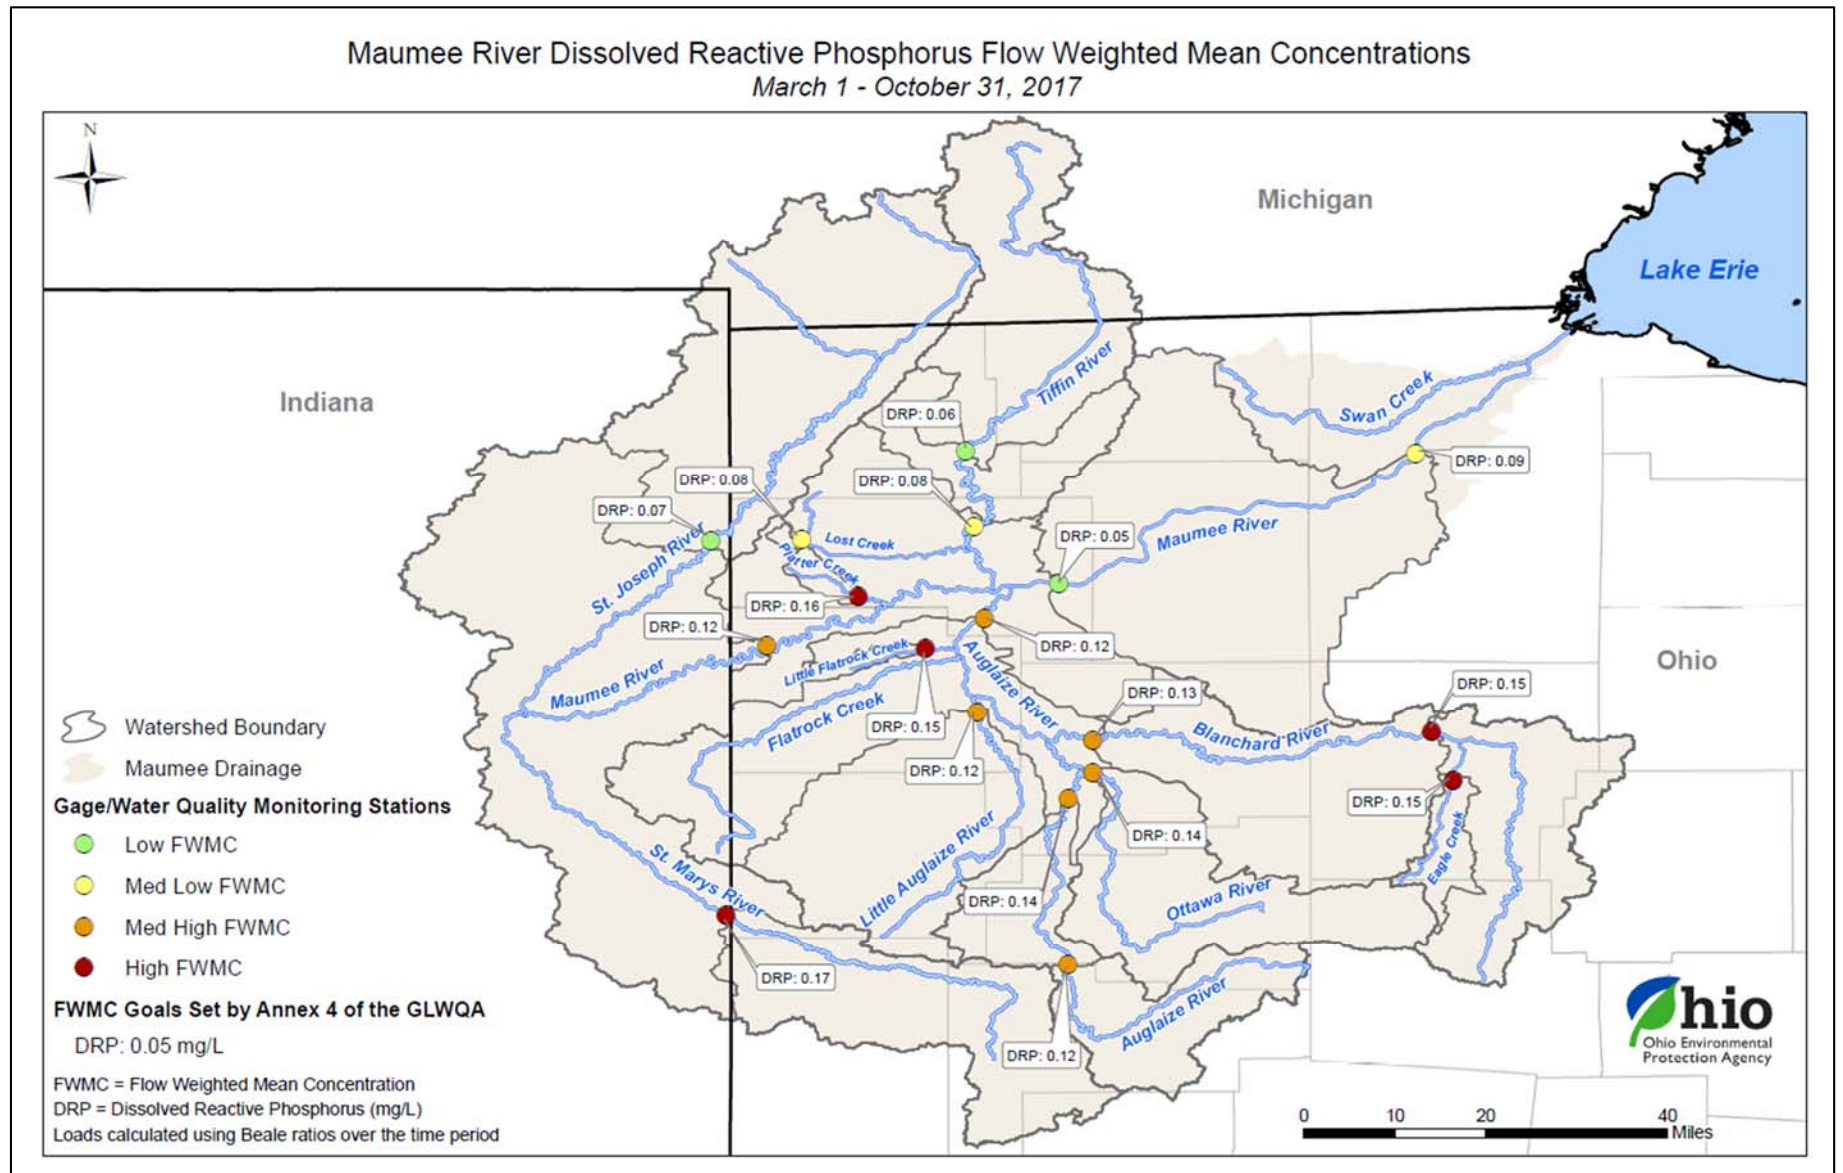 Maumee River Dissolved Reactive Phosphorus Flow Weighted Mean Concentrations
March 1 - October 31, 2017
N
Michigan
Lake Erie
Indiana
Tiffin River
Swan Creek
DRP: 0.06
DRP: 0.09
DRP: 0.08
DRP: 0.08
DRP: 0.07
Maumee River
DRP: 0.05
Lost Creek
Platter Creek
St. Joseph River
DRP: 0.16
DRP: 0.12
DRP: 0.12
Little Flatrock Creek
Auglaize River
Ohio
Maumee River
DRP: 0.15
DRP: 0.13
Flatrock Creek
DRP: 0.15
Blanchard River
DRP: 0.12
DRP: 0.15
DRP: 0.14
Eagle Creek
Little Auglaize River
St. Marys River
DRP: 0.14
Ottawa River
DRP: 0.17
Auglaize River
DRP: 0.12
Watershed Boundary
Maumee Drainage
Gage/Water Quality Monitoring Stations
Low FWMC
Med Low FWMC
Med High FWMC
High FWMC
FWMC Goals Set by Annex 4 of the GLWQA
DRP: 0.05 mg/L
FWMC = Flow Weighted Mean Concentration
DRP = Dissolved Reactive Phosphorus (mg/L)
Loads calculated using Beale ratios over the time period
Ohio
Ohio Environmental
Protection Agency
0 10 20 40
Miles